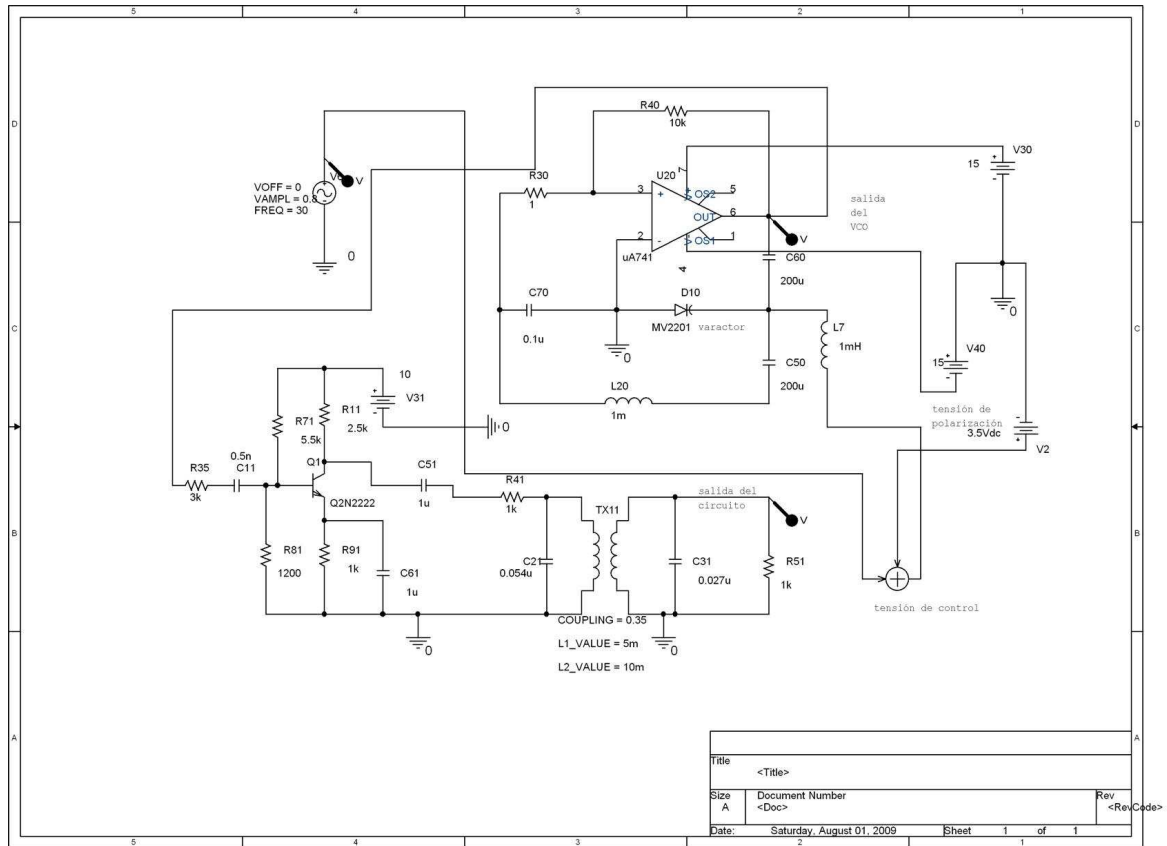 5
4
3
2
1
D
C
B
A
D
C
B
A
5
4
3
2
1
R40
10k
R30
1
U20
7
3
+
2
-
OS2
5
OUT
6
OS1
1
4
uA741
V
VOFF = 0
VAMPL = 0.8
FREQ = 30
0
salida
del
VCO
V
C60
200u
15
V30
0
C70
0.1u
D10
MV2201
varactor
0
L7
1mH
C50
200u
L20
1m
15
V40
tensión de
polarización
3.5Vdc
V2
10
V31
0
R71
5.5k
R11
2.5k
0.5n
C11
R35
3k
Q1
Q2N2222
C51
1u
R41
1k
TX11
salida del
circuito
V
R81
1200
R91
1k
C61
1u
C21
0.054u
C31
0.027u
R51
1k
0
0
COUPLING = 0.35
L1_VALUE = 5m
L2_VALUE = 10m
tensión de control
Title
<Title>
Size
A
Document Number
<Doc>
Rev
<RevCode>
Date:
Saturday, August 01, 2009
Sheet 1 of 1